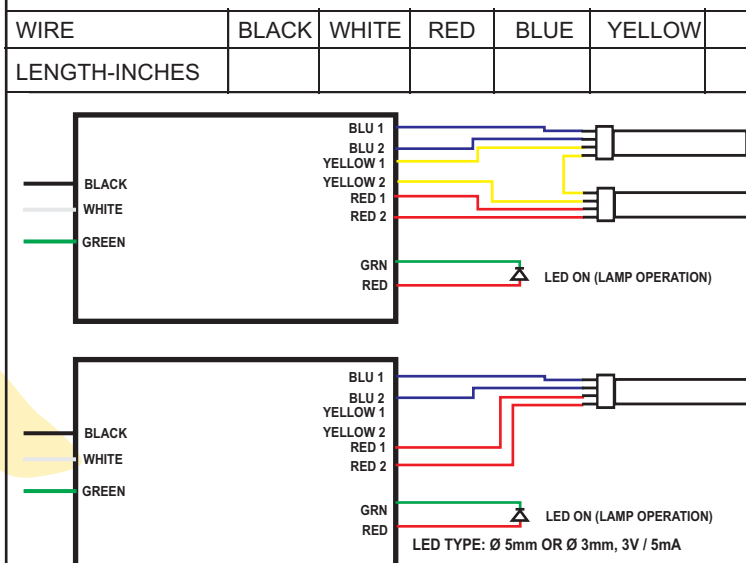 WIRE BLACK WHITE RED BLUE YELLOW
LENGTH-INCHES
BLU 1
BLU 2
YELLOW 1
YELLOW 2
RED 1
RED 2
BLACK
WHITE
GREEN
GRN
RED
LED ON (LAMP OPERATION)
BLU 1
BLU 2
YELLOW 1
YELLOW 2
RED 1
RED 2
BLACK
WHITE
GREEN
GRN
RED
LED ON (LAMP OPERATION)
LED TYPE: Ø 5mm OR Ø 3mm, 3V / 5mA